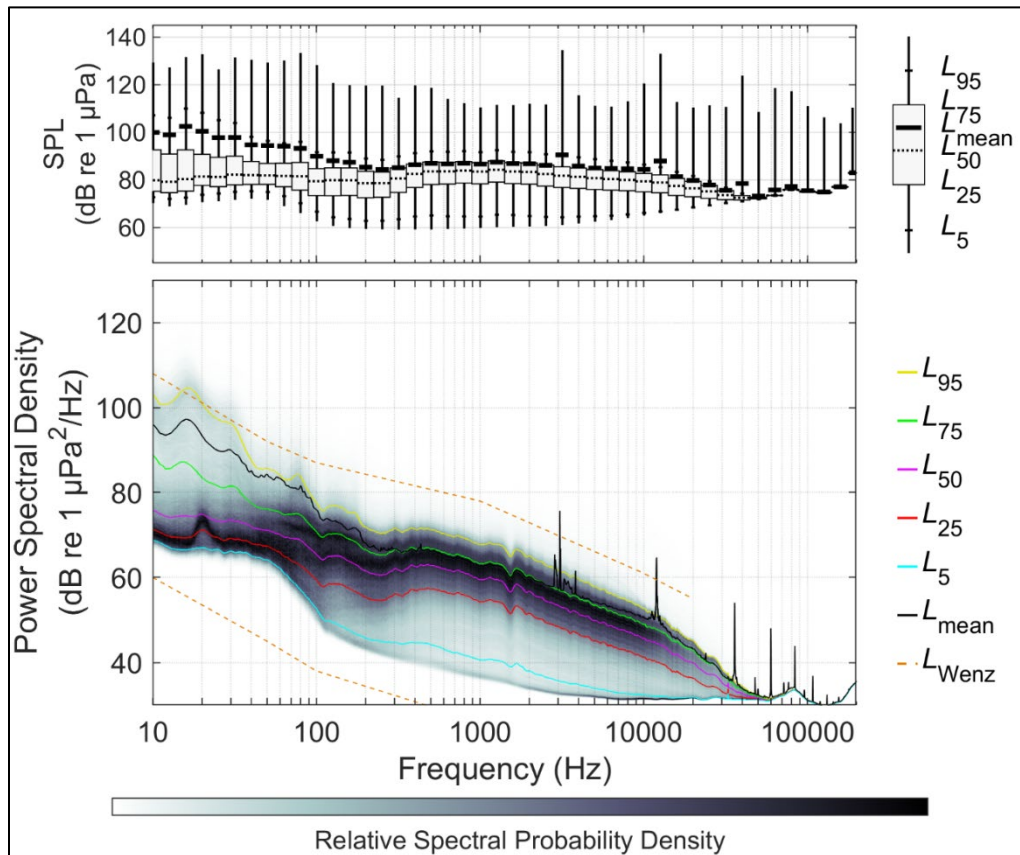 140
120
100
80
60
SPL
(dB re 1 µPa)
L95
L75
Lmean
L50
L25
L5
120
100
80
60
40
Power Spectral Density
(dB re 1 µPa²/Hz)
L95
L75
L50
L25
L5
Lmean
LWenz
10 100 1000 10000 100000
Frequency (Hz)
Relative Spectral Probability Density